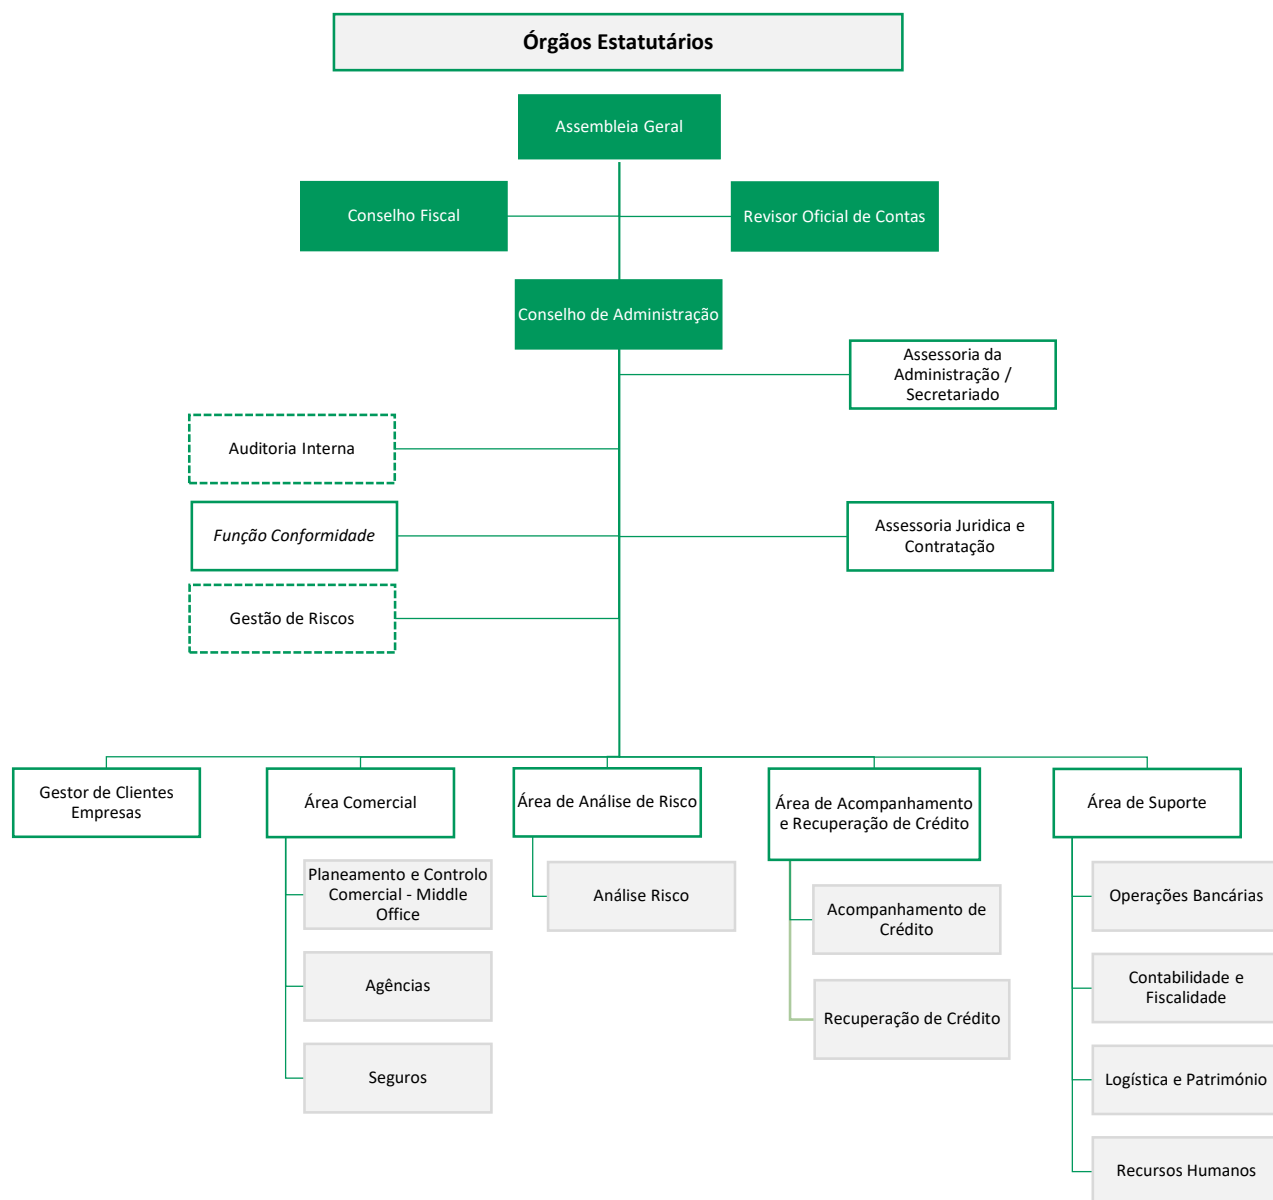 Órgãos Estatutários
Assembleia Geral
Conselho Fiscal
Revisor Oficial de Contas
Conselho de Administração
Assessoria da
Administração /
Secretariado
Auditoria Interna
Função Conformidade
Assessoria Juridica e
Contratação
Gestão de Riscos
Gestor de Clientes
Empresas
Área Comercial
Área de Análise de Risco
Área de Acompanhamento
e Recuperação de Crédito
Área de Suporte
Planeamento e Controlo
Comercial - Middle
Office
Agências
Seguros
Análise Risco
Acompanhamento de
Crédito
Recuperação de Crédito
Operações Bancárias
Contabilidade e
Fiscalidade
Logística e Património
Recursos Humanos